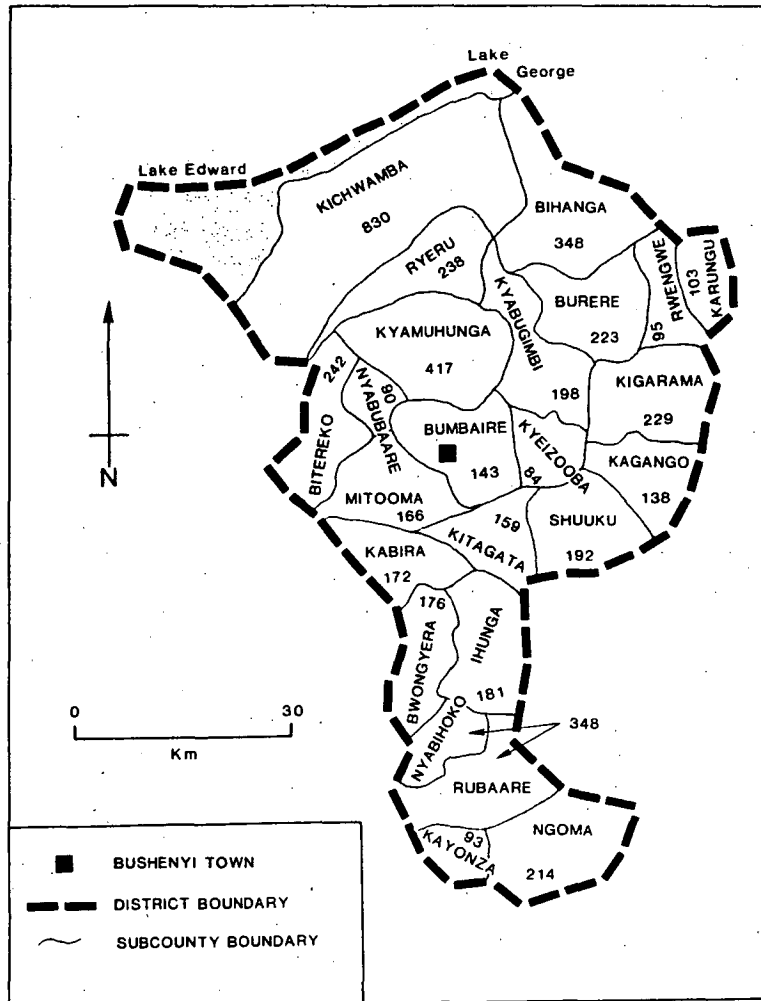 Lake
George
Lake Edward
KICHWAMBA
830
BIHANGA
348
RYERU
238
KYABUGIMBI
198
BURERE
223
RWENGWE
95
KARUNGU
103
KYAMUHUNGA
417
242
BITEREKO
90
NYABUBAARE
KIGARAMA
229
BUMBAIRE
143
KYEIZOOBA
84
KAGANGO
138
N
MITOOMA
166
159
KITAGATA
SHUUKU
192
KABIRA
172
176
BWONGYERA
IHUNGA
181
0 30
Km
NYABIHOKO
348
RUBAARE
93
KAYONZA
NGOMA
214
BUSHENYI TOWN
DISTRICT BOUNDARY
SUBCOUNTY BOUNDARY